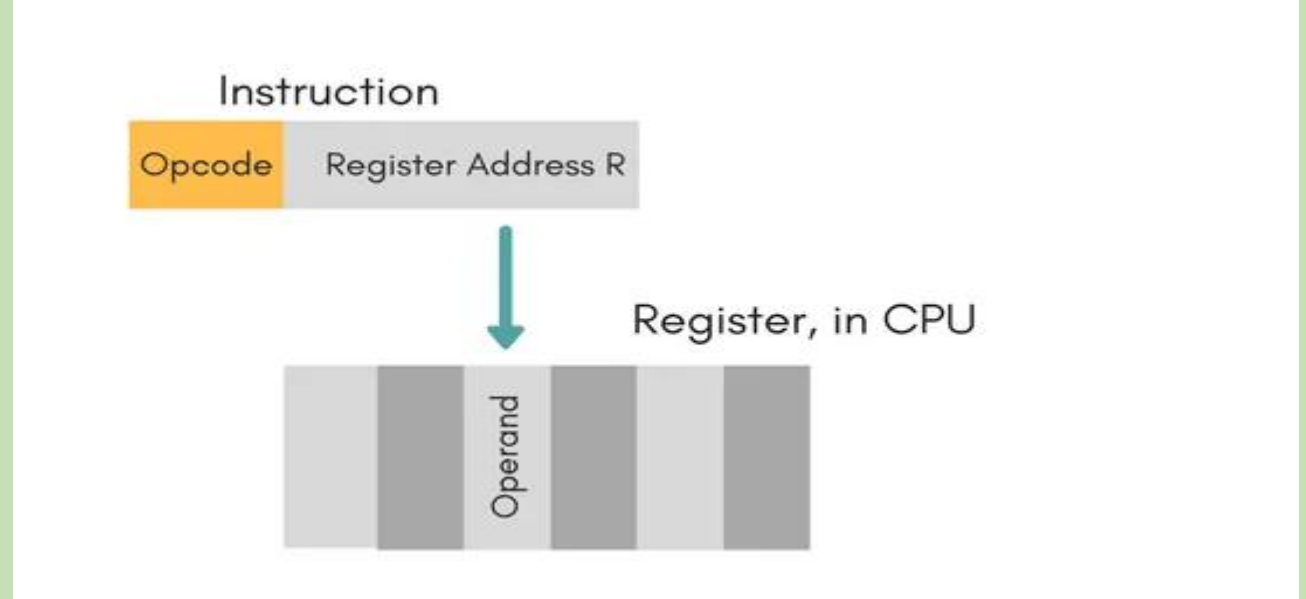 Instruction
Opcode
Register Address R
Register, in CPU
Operand